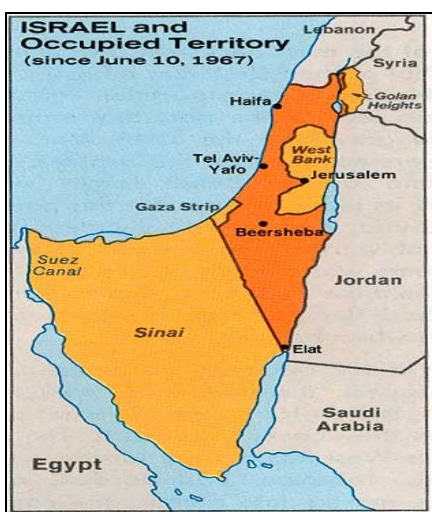 ISRAEL and
Occupied Territory
(since June 10, 1967)
Lebanon
Syria
Golan
Heights
Haifa
West
Bank
Tel Aviv-
Yafo
Jerusalem
Gaza Strip
Beersheba
Suez
Canal
Jordan
Sinai
Elat
Saudi
Arabia
Egypt